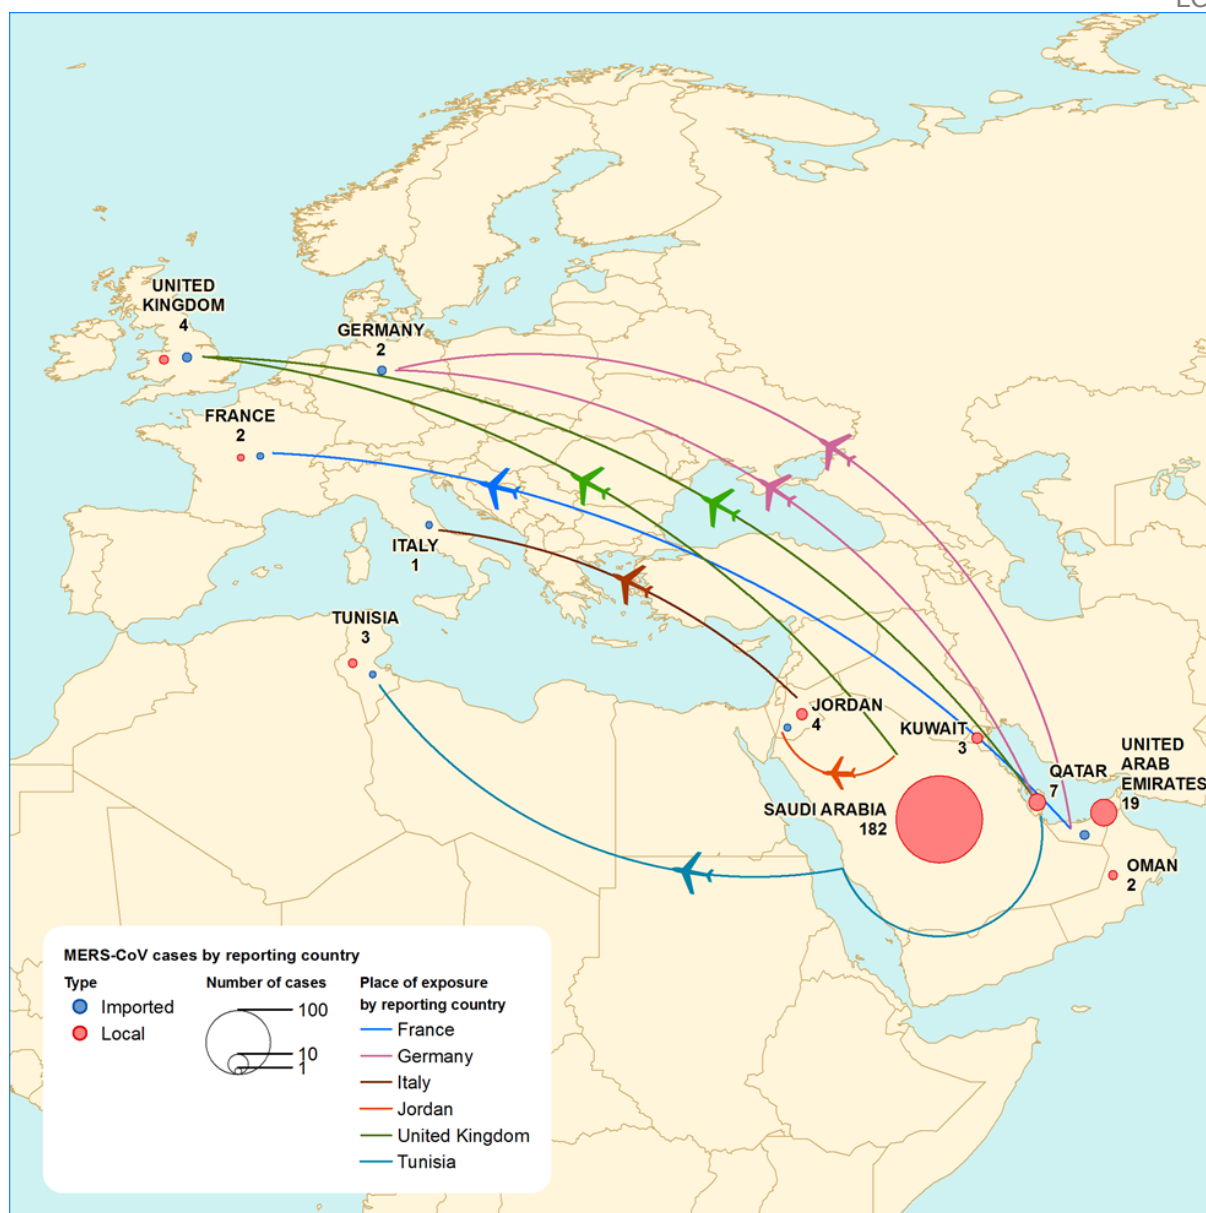 UNITED
KINGDOM
4
GERMANY
2
FRANCE
2
ITALY
1
TUNISIA
3
JORDAN
4
KUWAIT
3
QATAR
7
UNITED
ARAB
EMIRATES
19
SAUDI ARABIA
182
OMAN
2
MERS-CoV cases by reporting country
Type
Imported
Local
Number of cases
100
10
1
Place of exposure
by reporting country
France
Germany
Italy
Jordan
United Kingdom
Tunisia